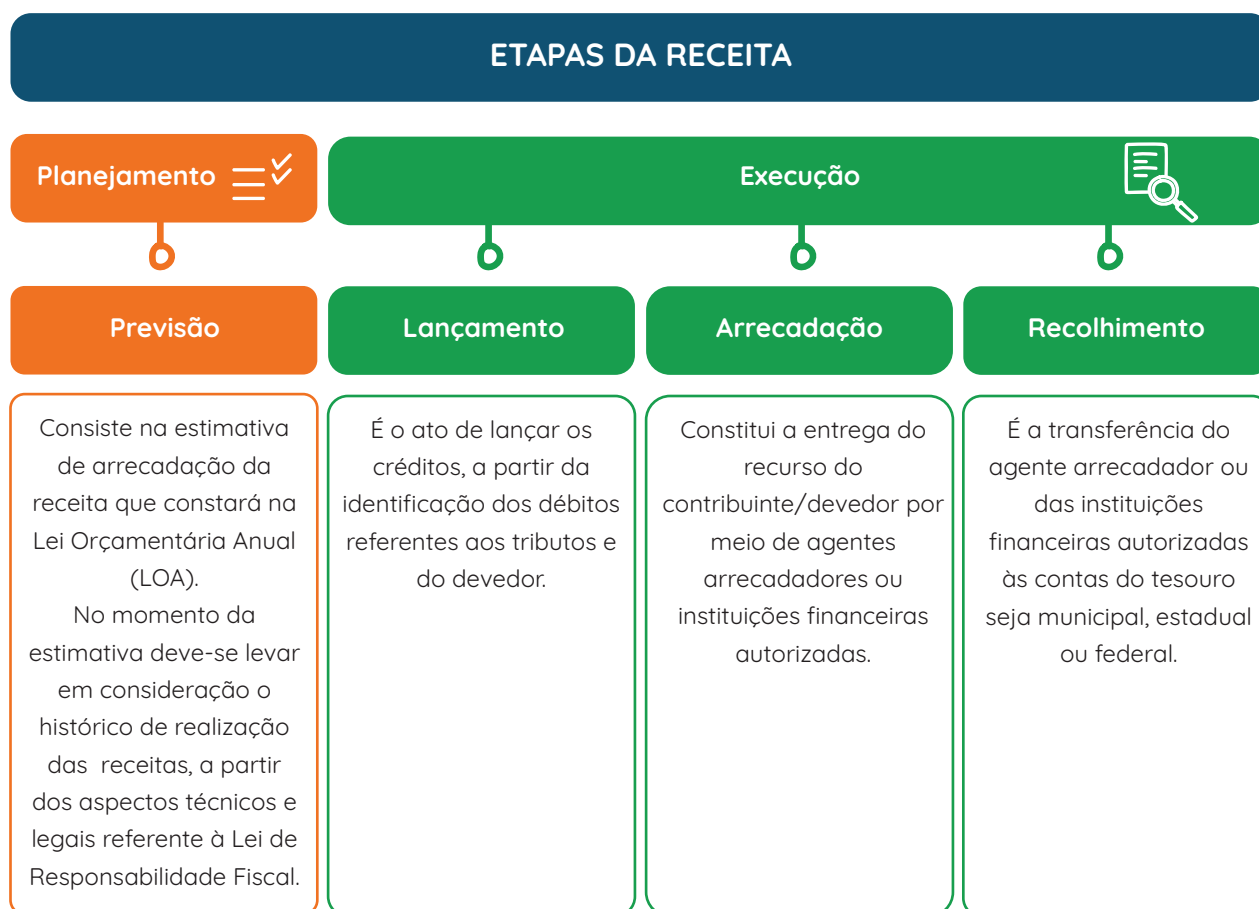 ETAPAS DA RECEITA
Planejamento
Execução
Previsão
Lançamento
Arrecadação
Recolhimento
Consiste na estimativa
de arrecadação da
receita que constará na
Lei Orçamentária Anual
(LOA).
No momento da
estimativa deve-se levar
em consideração o
histórico de realização
das receitas, a partir
dos aspectos técnicos e
legais referente à Lei de
Responsabilidade Fiscal.
É o ato de lançar os
créditos, a partir da
identificação dos débitos
referentes aos tributos e
do devedor.
Constitui a entrega do
recurso do
contribuinte/devedor por
meio de agentes
arrecadadores ou
instituições financeiras
autorizadas.
É a transferência do
agente arrecadador ou
das instituições
financeiras autorizadas
às contas do tesouro
seja municipal, estadual
ou federal.